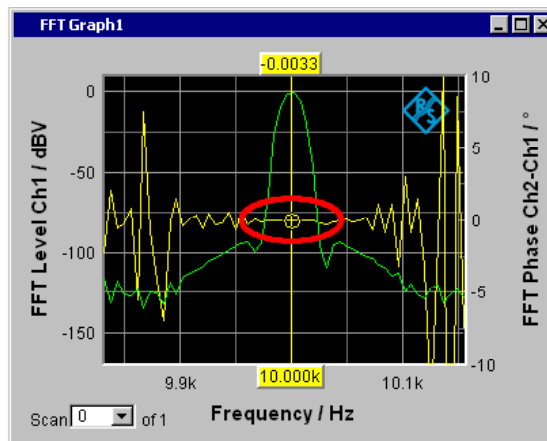 FFT Graph1
-0.0033
FFT Level Ch1 / dBV
0
-50
-100
-150
10
5
0
-5
-10
FFT Phase Ch2-Ch1 / °
R&S
9.9k
10.000k
10.1k
Scan 0 of 1
Frequency / Hz